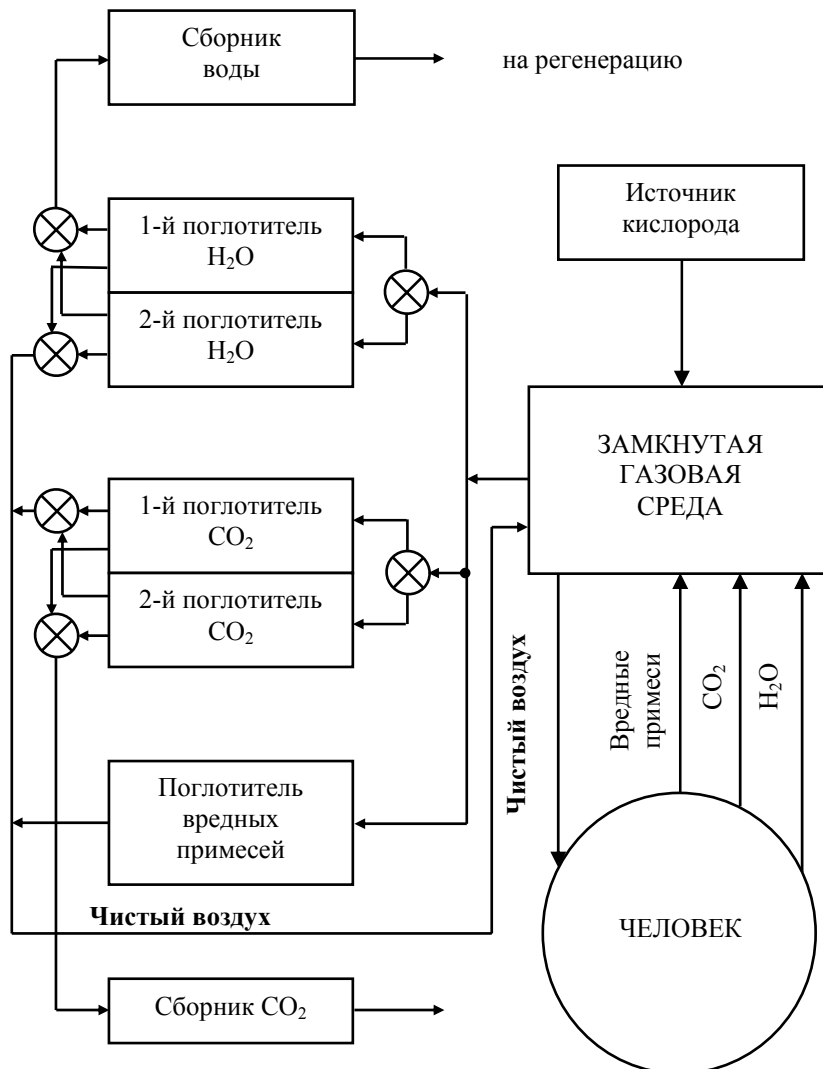 Сборник
воды
на регенерацию
Источник
кислорода
1-й поглотитель
H₂O
2-й поглотитель
H₂O
ЗАМКНУТАЯ
ГАЗОВАЯ
СРЕДА
1-й поглотитель
CO₂
2-й поглотитель
CO₂
Чистый воздух
Вредные
примеси
CO₂
H₂O
Поглотитель
вредных
примесей
Чистый воздух
ЧЕЛОВЕК
Сборник CO₂